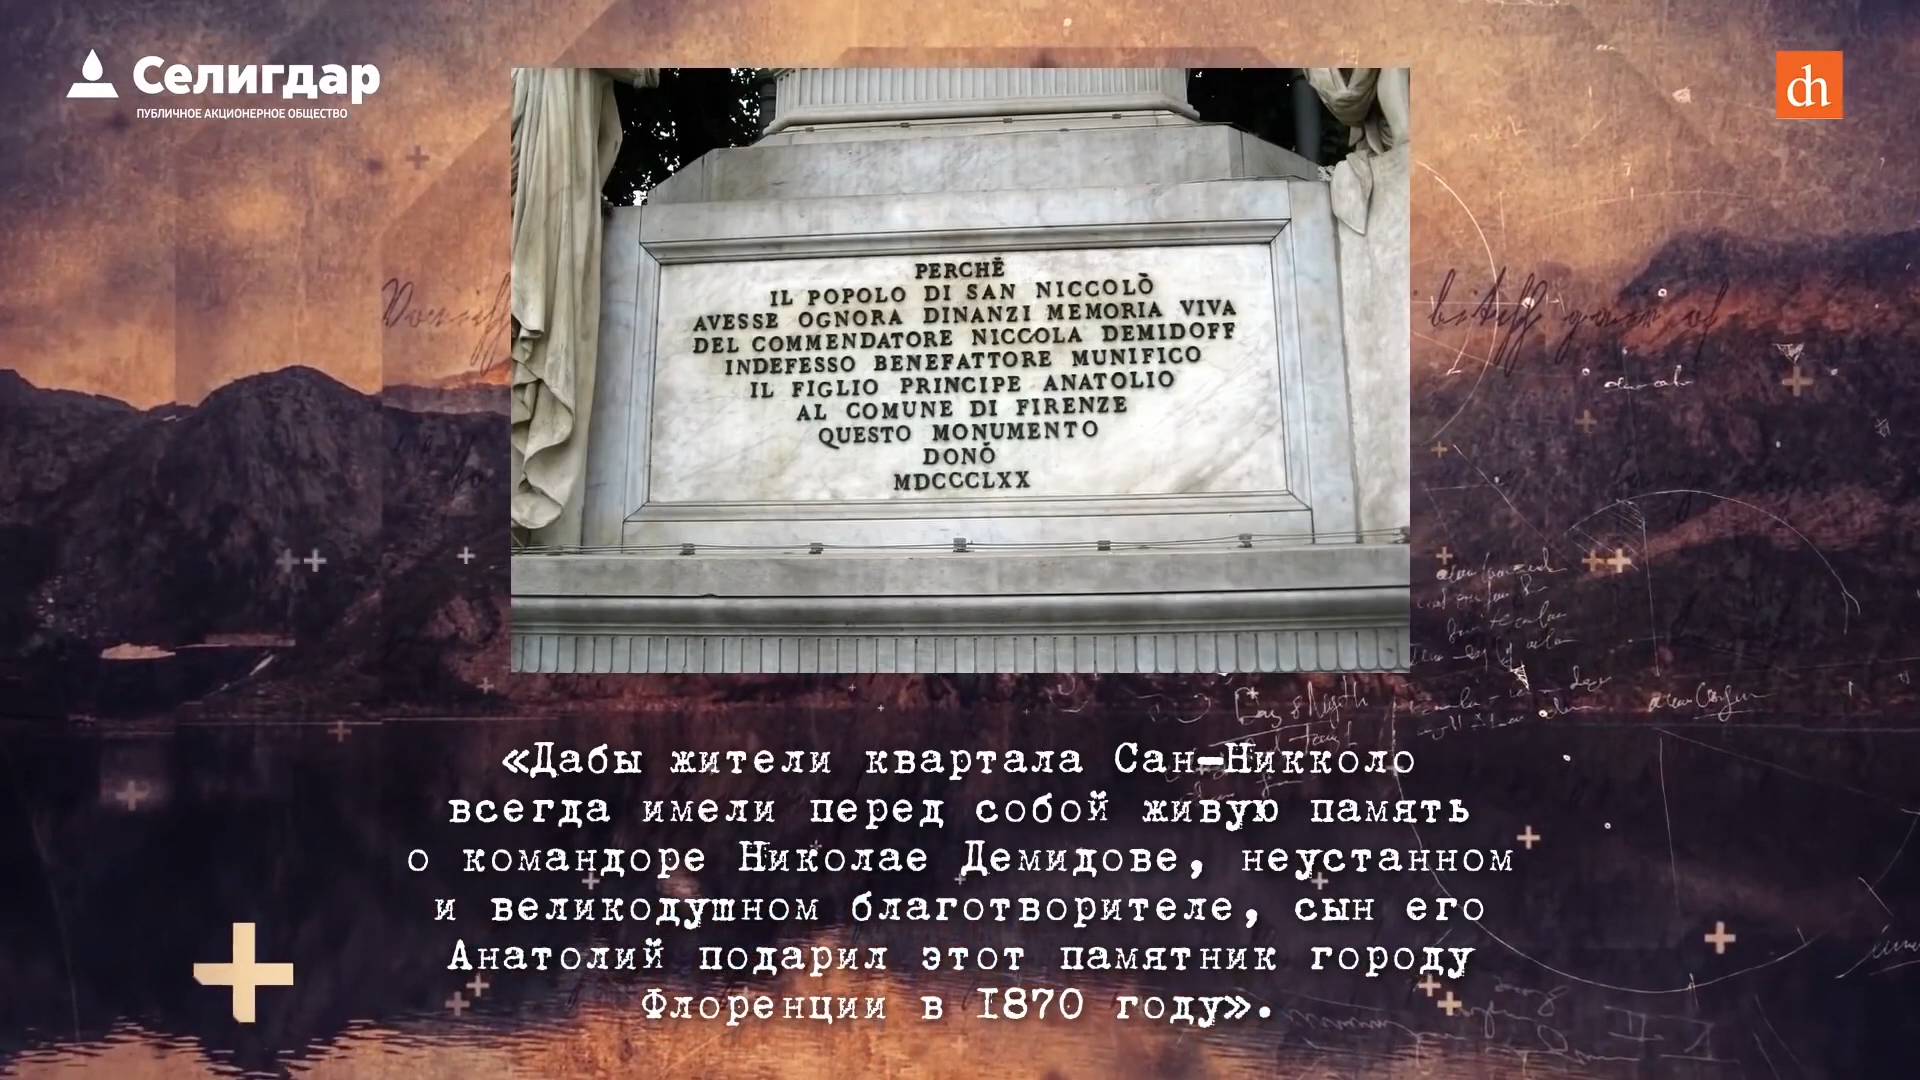 Селигдар
ПУБЛИЧНОЕ АКЦИОНЕРНОЕ ОБЩЕСТВО
dh
PERCHĒ
IL POPOLO DI SAN NICCOLÒ
AVESSE OGNORA DINANZI MEMORIA VIVA
DEL COMMENDATORE NICCOLA DEMIDOFF
INDEFESSO BENEFATTORE MUNIFICO
IL FIGLIO PRINCIPE ANATOLIO
AL COMUNE DI FIRENZE
QUESTO MONUMENTO
DONÒ
MDCCCLXX
«Дабы жители квартала Сан-Никколо
всегда имели перед собой живую память
о командоре Николае Демидове, неустанном
и великодушном благотворителе, сын его
Анатолий подарил этот памятник городу
Флоренции в 1870 году».